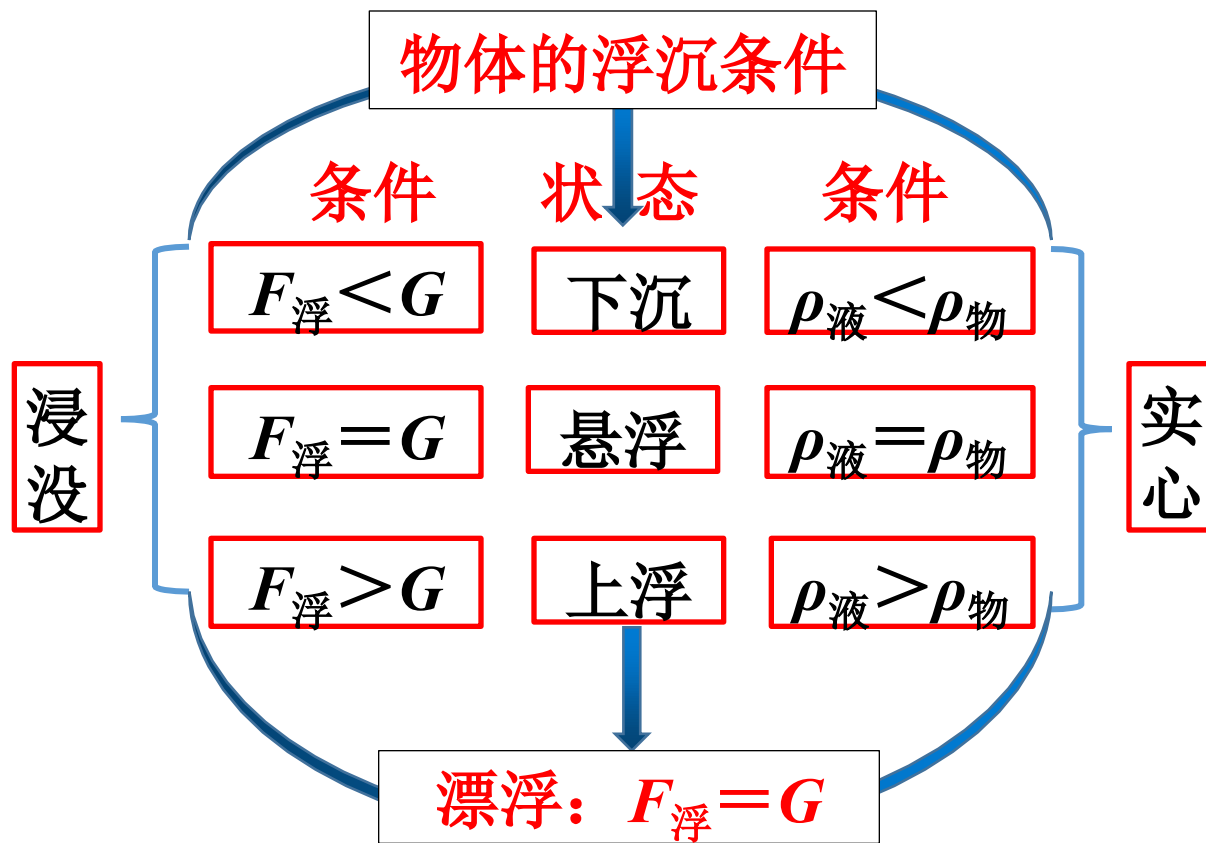 物体的浮沉条件
条件 状态 条件
F浮<G 下沉 ρ液<ρ物
浸没
F浮=G 悬浮 ρ液=ρ物
实心
F浮>G 上浮 ρ液>ρ物
漂浮：F浮=G